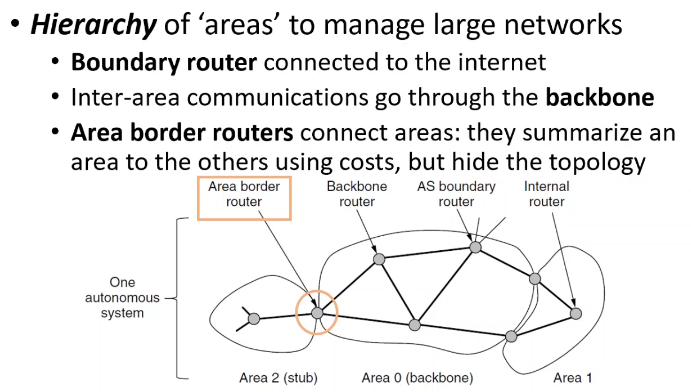 • Hierarchy of ‘areas’ to manage large networks
• Boundary router connected to the internet
• Inter-area communications go through the backbone
• Area border routers connect areas: they summarize an
area to the others using costs, but hide the topology
Area border
router
Backbone
router
AS boundary
router
Internal
router
One
autonomous
system
Area 2 (stub)
Area 0 (backbone)
Area 1